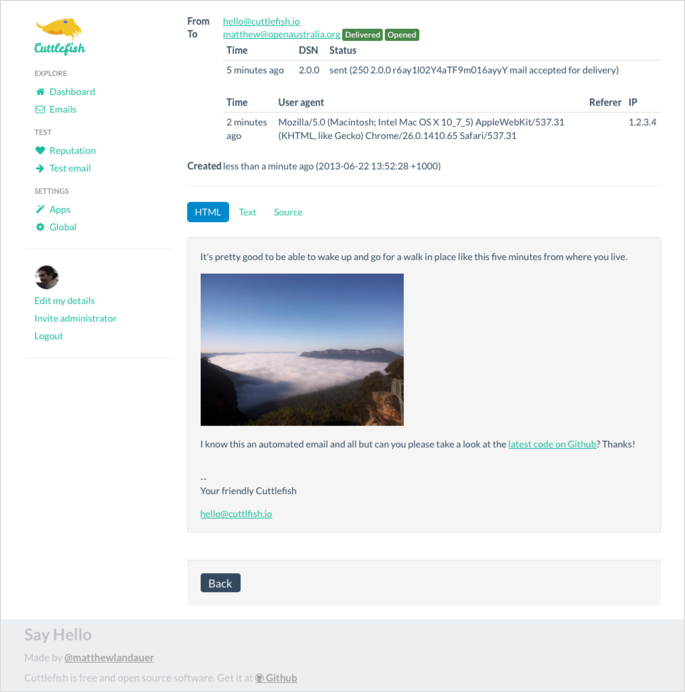 Cuttlefish
EXPLORE
Dashboard
Emails
TEST
Reputation
Test email
SETTINGS
Apps
Global
Edit my details
Invite administrator
Logout
From hello@cuttlefish.io
To matthew@openaustralia.org Delivered Opened
Time DSN Status
5 minutes ago 2.0.0 sent (250 2.0.0 r6ay1l02Y4aTF9m016ayyY mail accepted for delivery)
Time User agent Referer IP
2 minutes Mozilla/5.0 (Macintosh; Intel Mac OS X 10_7_5) AppleWebKit/537.31 1.2.3.4
ago (KHTML, like Gecko) Chrome/26.0.1410.65 Safari/537.31
Created less than a minute ago (2013-06-22 13:52:28 +1000)
HTML Text Source
It's pretty good to be able to wake up and go for a walk in place like this five minutes from where you live.
I know this an automated email and all but can you please take a look at the latest code on Github? Thanks!
--
Your friendly Cuttlefish
hello@cuttlfish.io
Back
Say Hello
Made by @matthewlandauer
Cuttlefish is free and open source software. Get it at Github